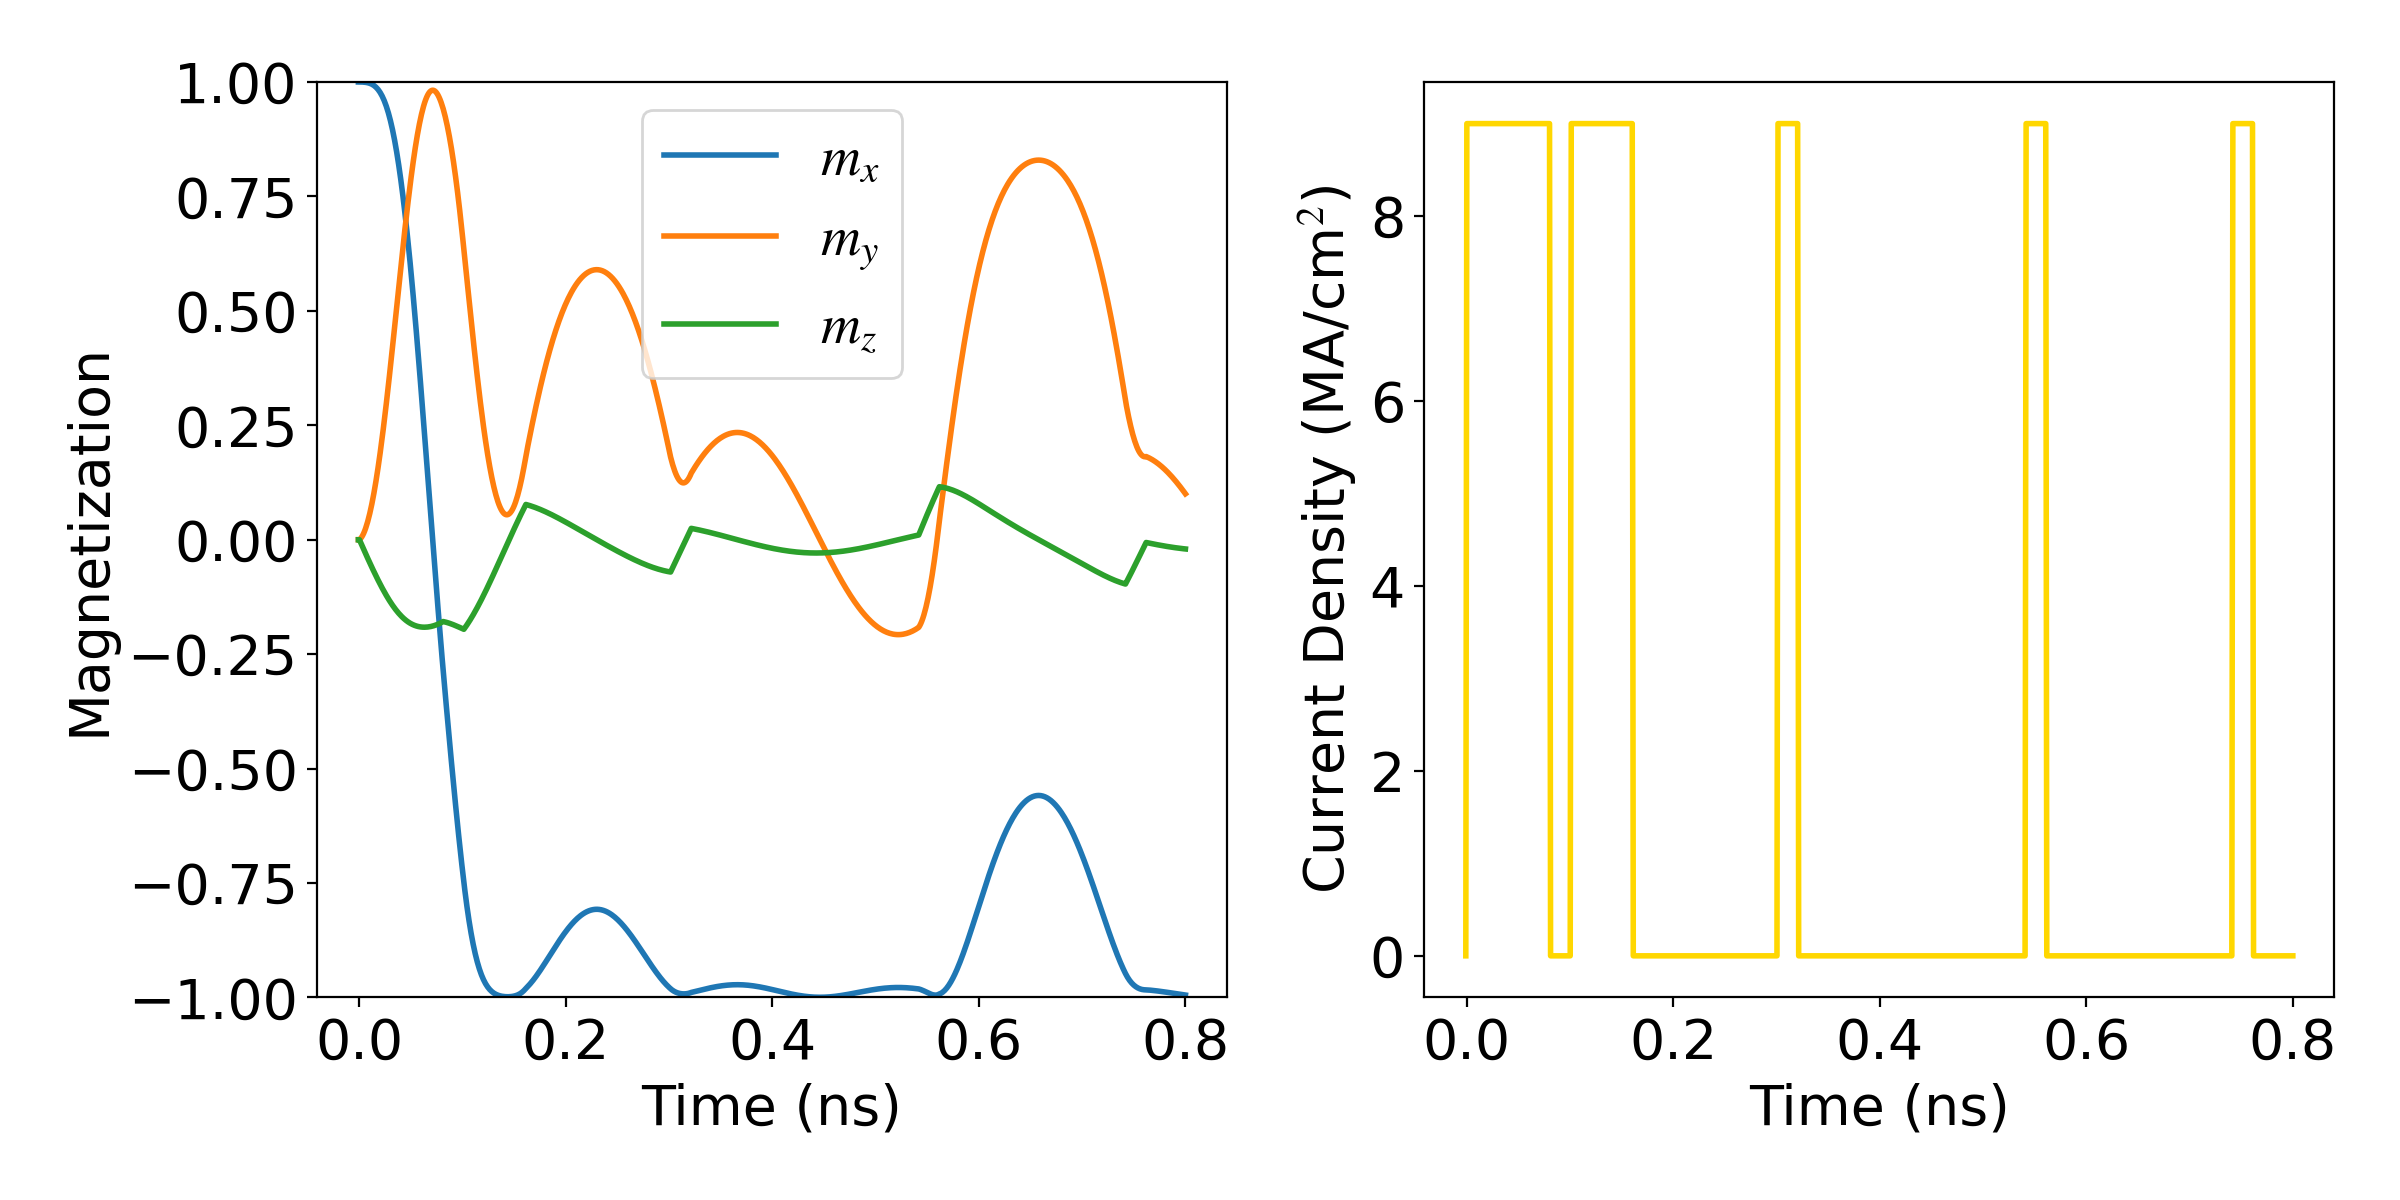 1.00
0.75
0.50
0.25
0.00
−0.25
−0.50
−0.75
−1.00
Magnetization
0.0 0.2 0.4 0.6 0.8
Time (ns)
m_x
m_y
m_z
8
6
4
2
0
Current Density (MA/cm²)
0.0 0.2 0.4 0.6 0.8
Time (ns)